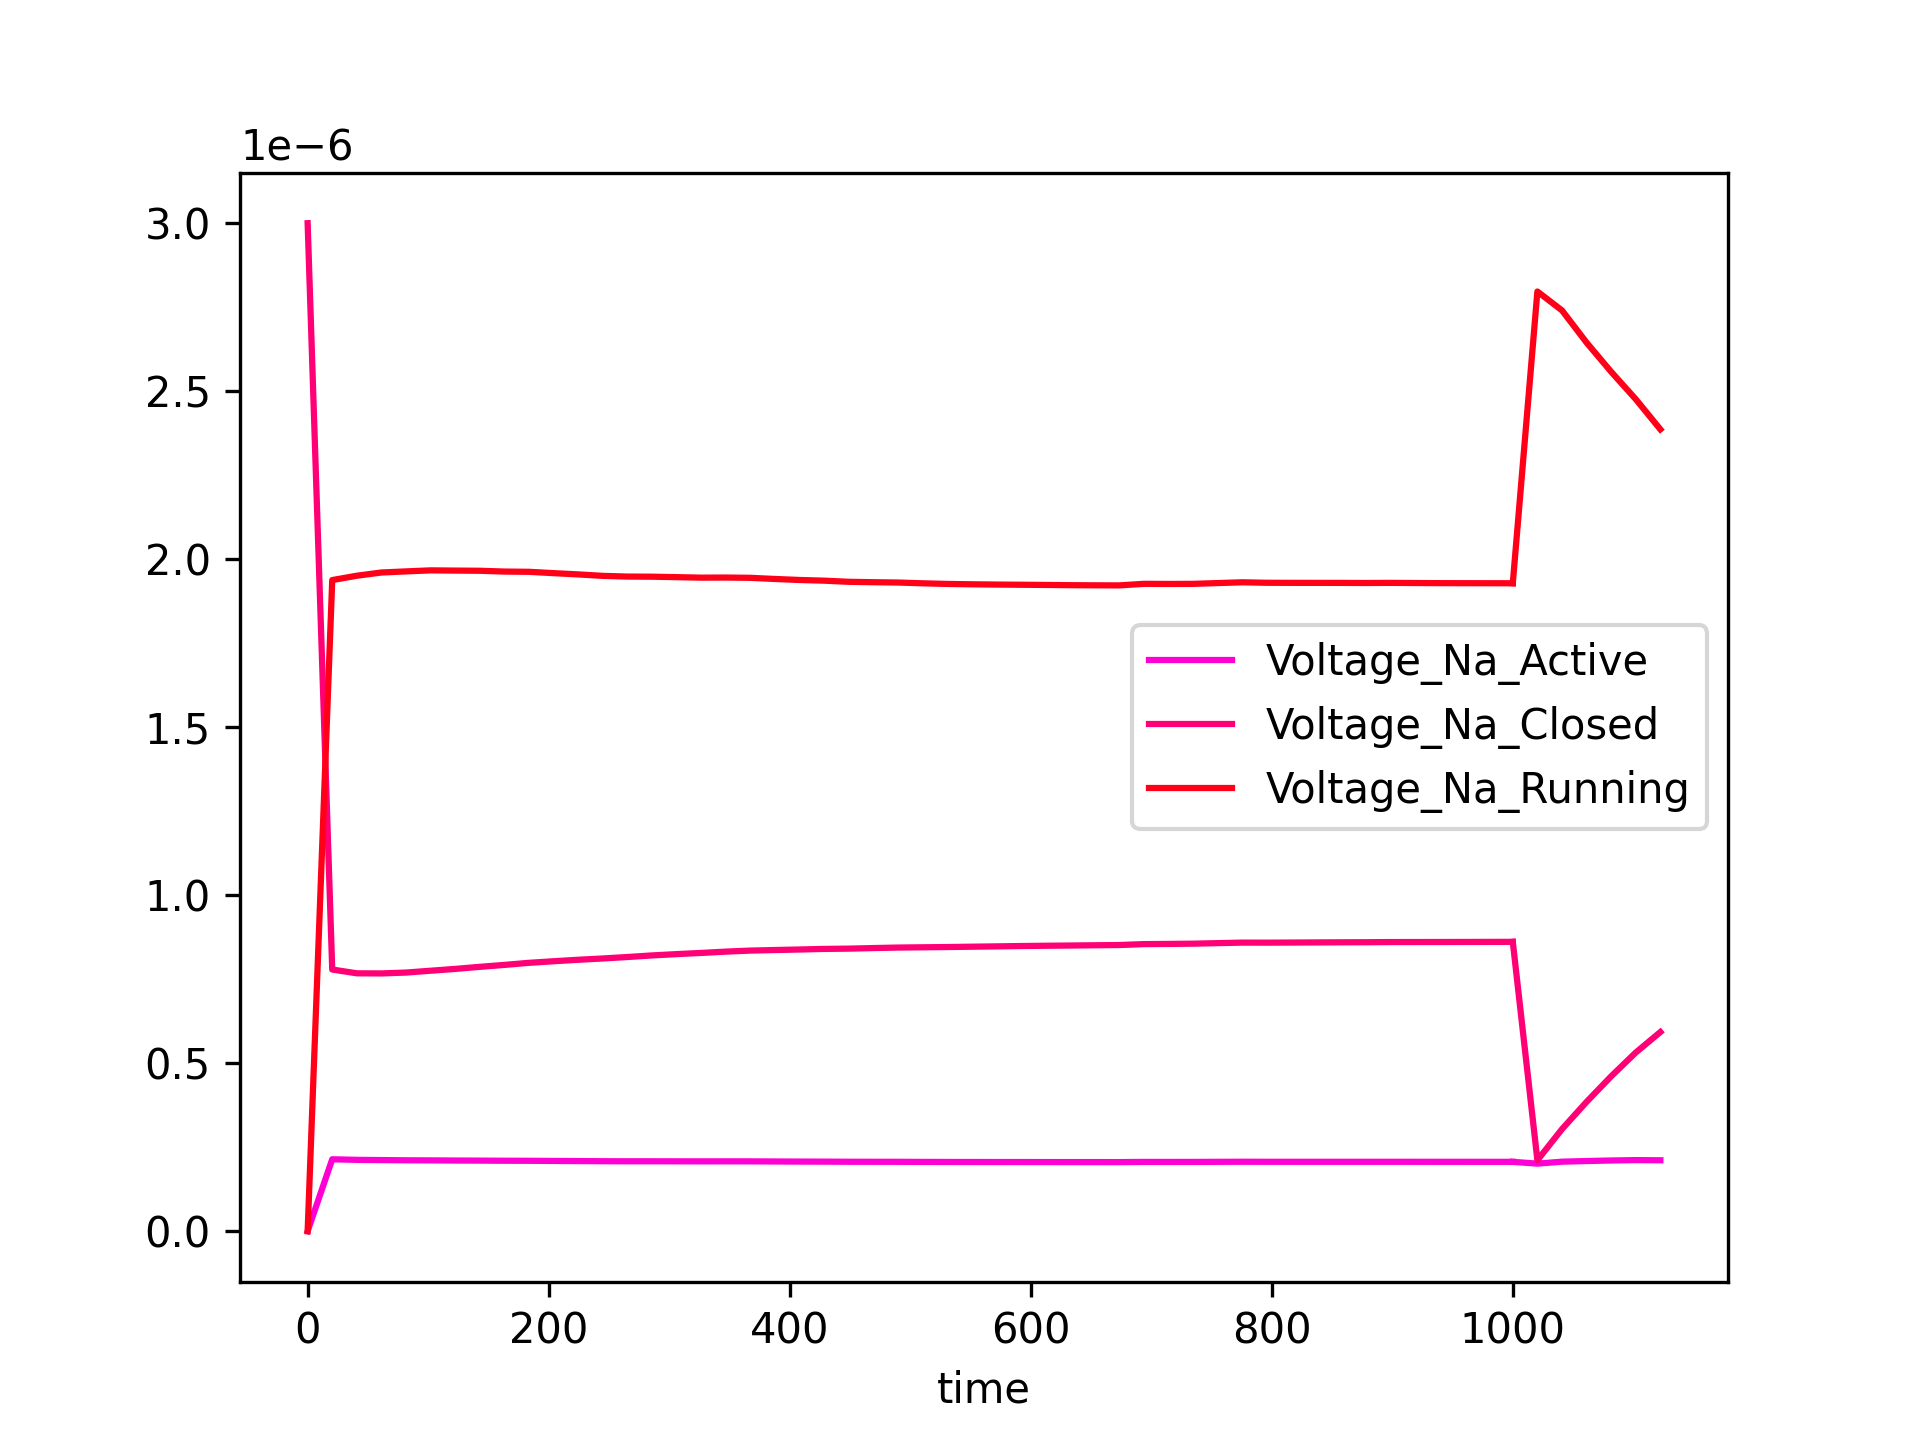 1e−6
3.0
2.5
2.0
1.5
1.0
0.5
0.0
Voltage_Na_Active
Voltage_Na_Closed
Voltage_Na_Running
0 200 400 600 800 1000
time